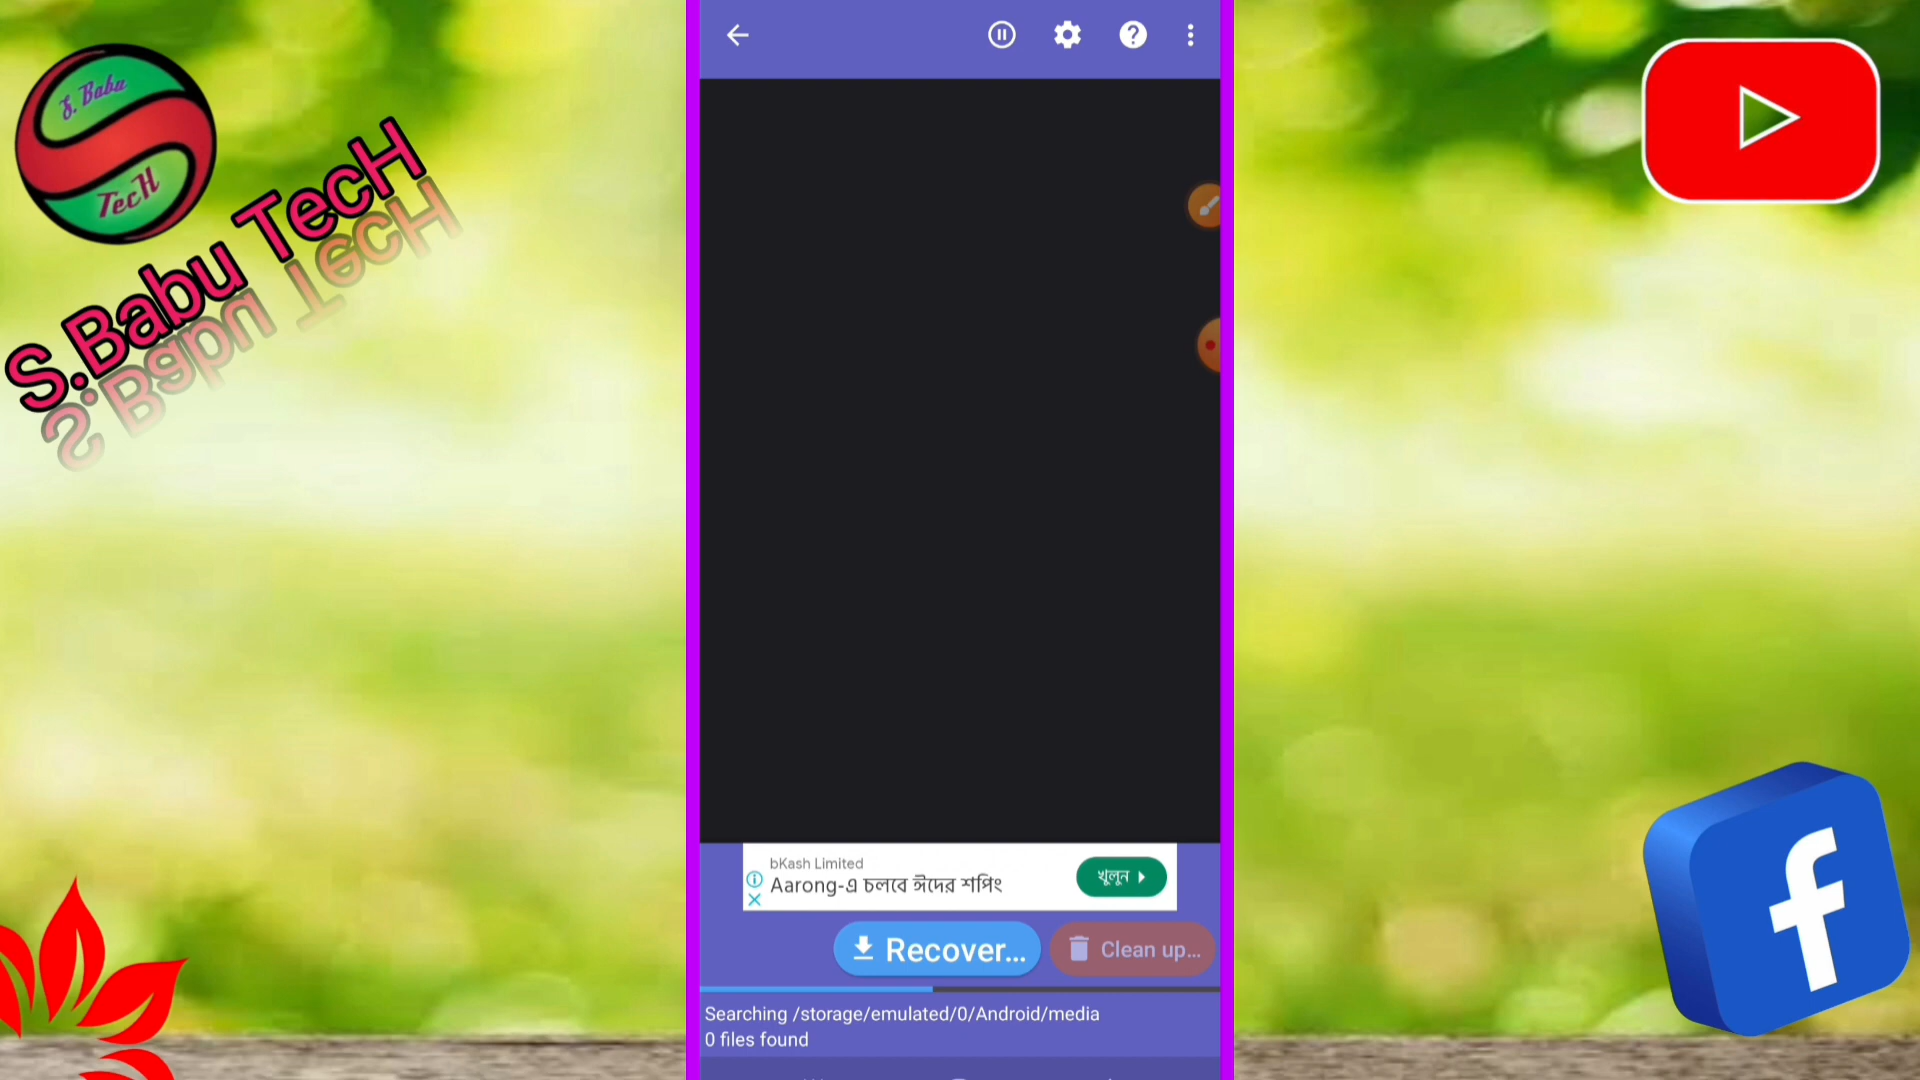 S. Babu
TecH
S.Babu TecH
bKash Limited
Aarong-এ চলবে ঈদের শপিং
খুলুন
Recover...
Clean up...
Searching /storage/emulated/0/Android/media
0 files found